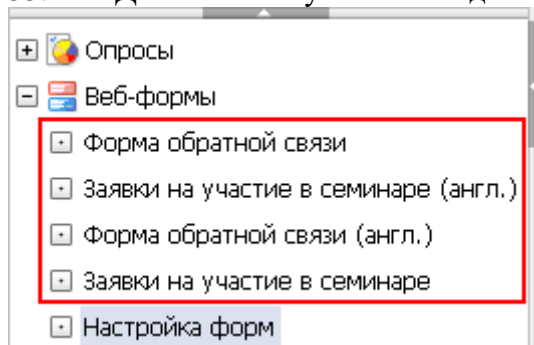 Опросы
Веб-формы
Форма обратной связи
Заявки на участие в семинаре (англ.)
Форма обратной связи (англ.)
Заявки на участие в семинаре
Настройка форм